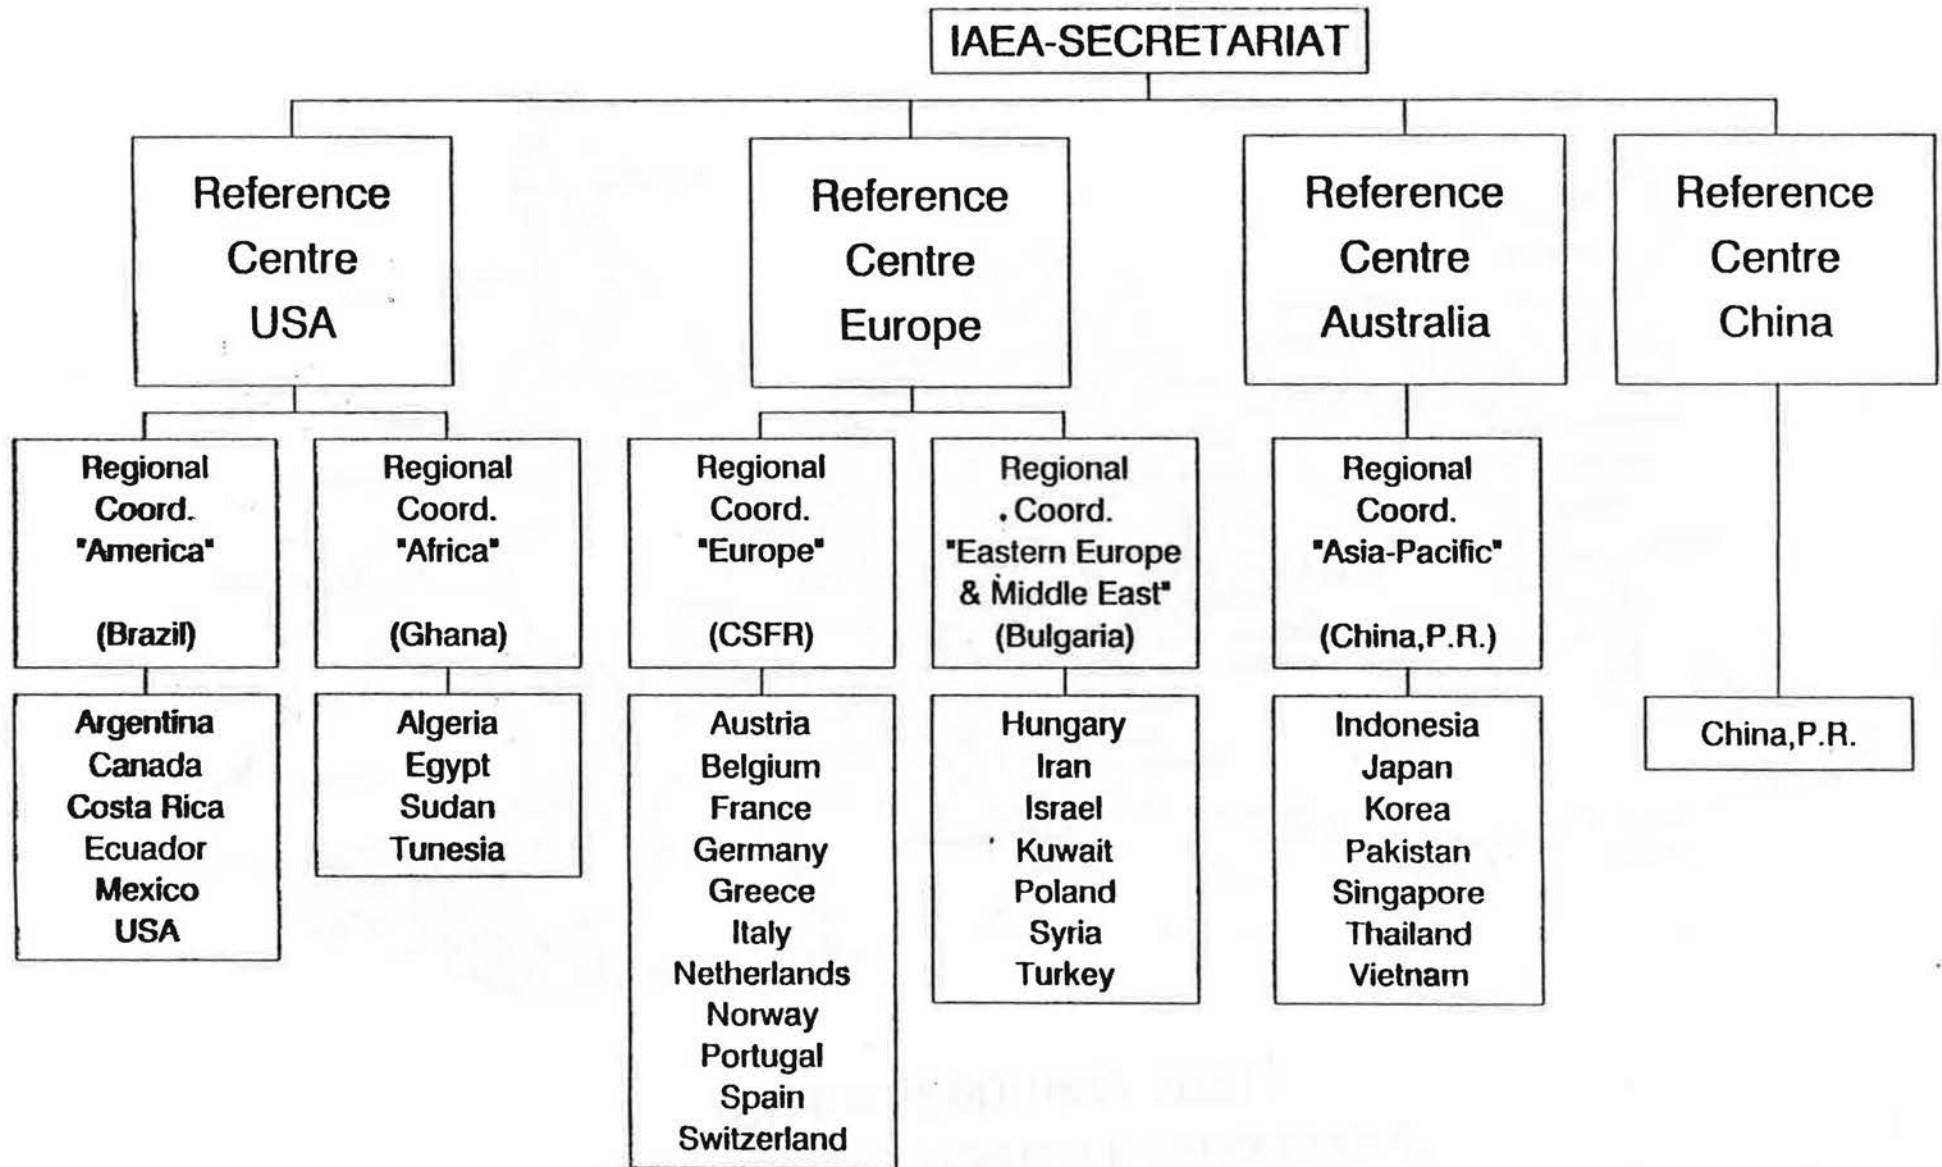 IAEA-SECRETARIAT
Reference
Centre
USA
Reference
Centre
Europe
Reference
Centre
Australia
Reference
Centre
China
Regional
Coord.
"America"
(Brazil)
Regional
Coord.
"Africa"
(Ghana)
Regional
Coord.
"Europe"
(CSFR)
Regional
Coord.
"Eastern Europe
& Middle East"
(Bulgaria)
Regional
Coord.
"Asia-Pacific"
(China,P.R.)
Argentina
Canada
Costa Rica
Ecuador
Mexico
USA
Algeria
Egypt
Sudan
Tunesia
Austria
Belgium
France
Germany
Greece
Italy
Netherlands
Norway
Portugal
Spain
Switzerland
Hungary
Iran
Israel
Kuwait
Poland
Syria
Turkey
Indonesia
Japan
Korea
Pakistan
Singapore
Thailand
Vietnam
China,P.R.